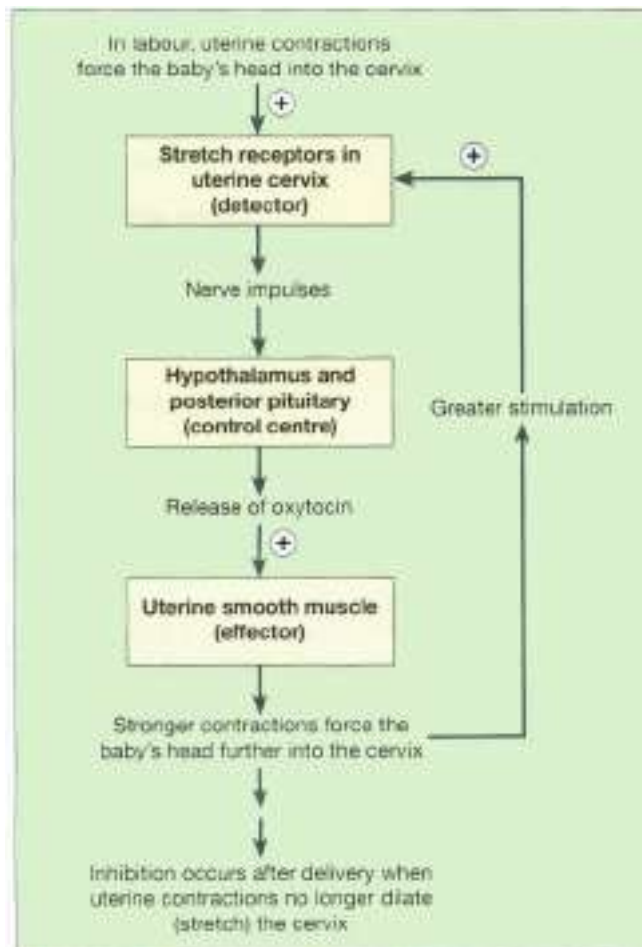 In labour, uterine contractions
force the baby's head into the cervix
+
+
Stretch receptors in
uterine cervix
(detector)
Nerve impulses
Hypothalamus and
posterior pituitary
(control centre)
Greater stimulation
Release of oxytocin
+
Uterine smooth muscle
(effector)
Stronger contractions force the
baby's head further into the cervix
Inhibition occurs after delivery when
uterine contractions no longer dilate
(stretch) the cervix